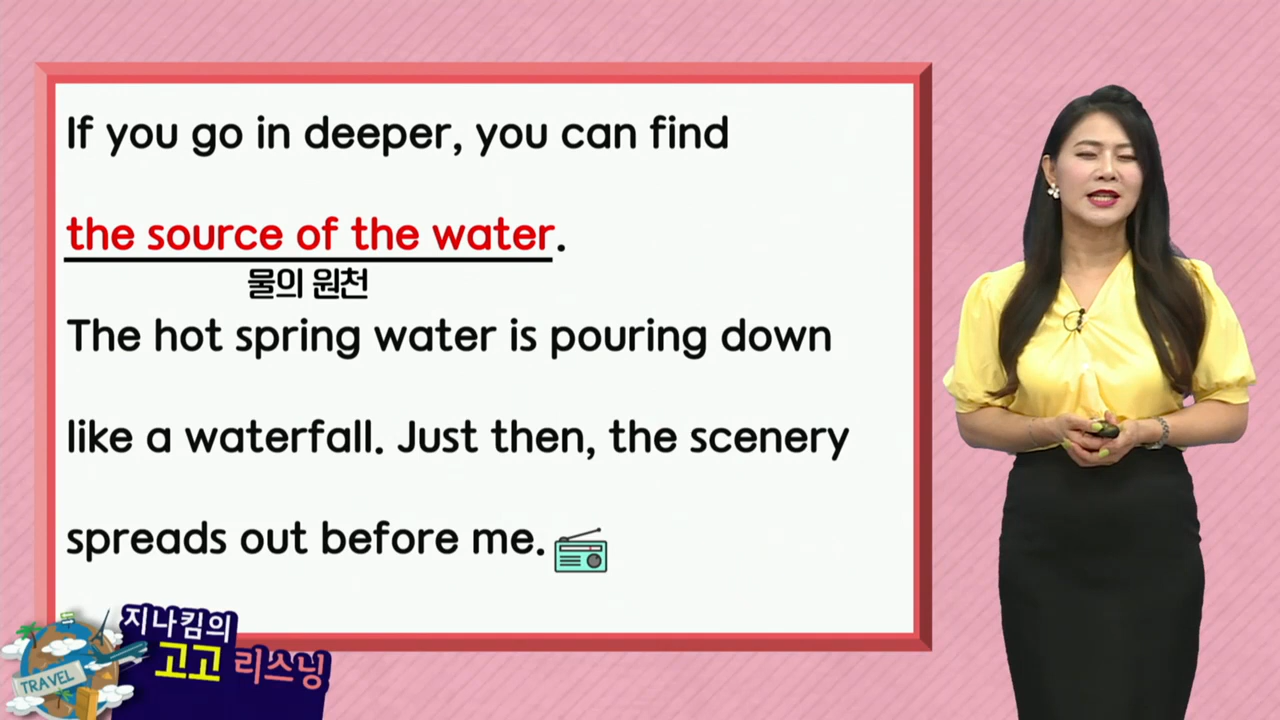 If you go in deeper, you can find
the source of the water.
물의 원천
The hot spring water is pouring down
like a waterfall. Just then, the scenery
spreads out before me.
지나킴의
고고 리스닝
TRAVEL